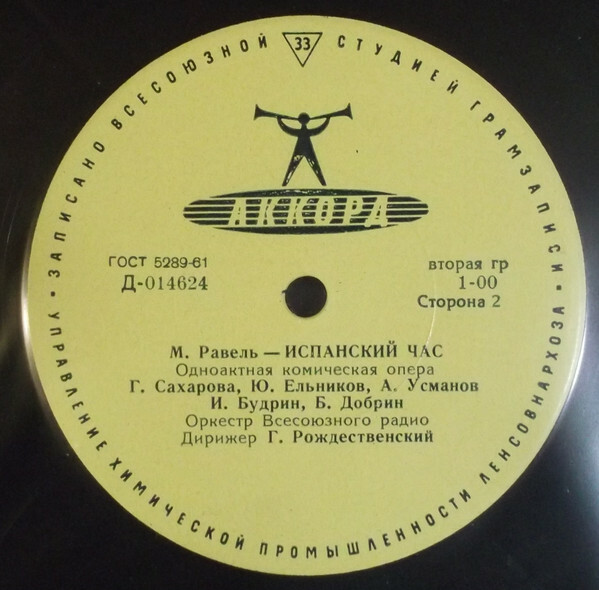 ЗАПИСАНО ВСЕСОЮЗНОЙ СТУДИЕЙ ГРАМЗАПИСИ
33
АККОРД
ГОСТ 5289-61
Д-014624
вторая гр
1-00
Сторона 2
М. Равель — ИСПАНСКИЙ ЧАС
Одноактная комическая опера
Г. Сахарова, Ю. Ельников, А. Усманов
И. Будрин, Б. Добрин
Оркестр Всесоюзного радио
Дирижер Г. Рождественский
• УПРАВЛЕНИЕ ХИМИЧЕСКОЙ ПРОМЫШЛЕННОСТИ ЛЕНСОВНАРХОЗА •